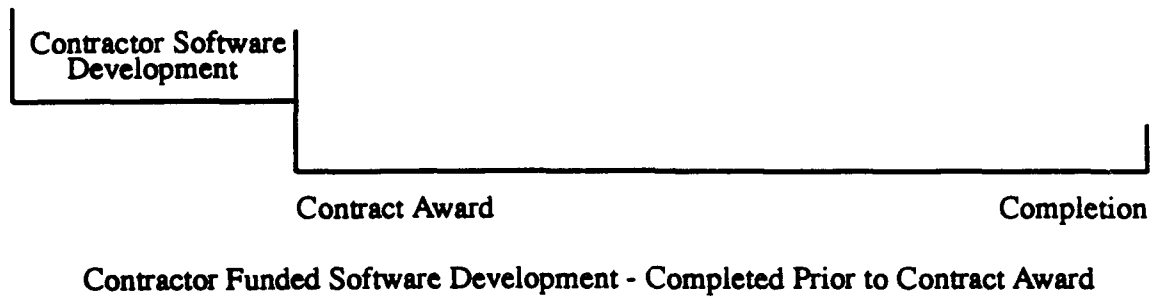 Contractor Software
Development
Contract Award
Completion
Contractor Funded Software Development - Completed Prior to Contract Award